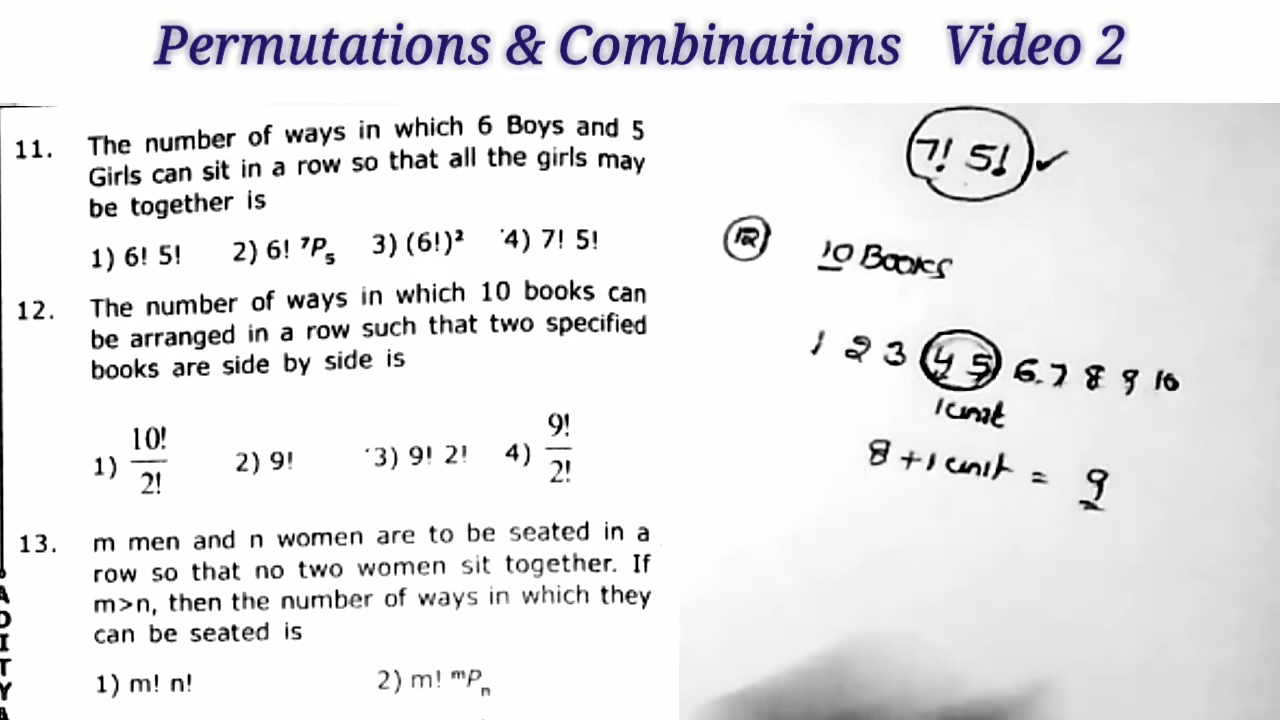 Permutations & Combinations Video 2
11. The number of ways in which 6 Boys and 5
Girls can sit in a row so that all the girls may
be together is
1) 6! 5! 2) 6! ⁷P₅ 3) (6!)² 4) 7! 5!
12. The number of ways in which 10 books can
be arranged in a row such that two specified
books are side by side is
1) 10!/2! 2) 9! 3) 9! 2! 4) 9!/2!
13. m men and n women are to be seated in a
row so that no two women sit together. If
m>n, then the number of ways in which they
can be seated is
1) m! n! 2) m! ᵐPₙ
A
D
I
T
Y
A
7! 5! ✓
12 10 Books
1 2 3 4 5 6 7 8 9 10
1 unit
8 + 1 unit = 9